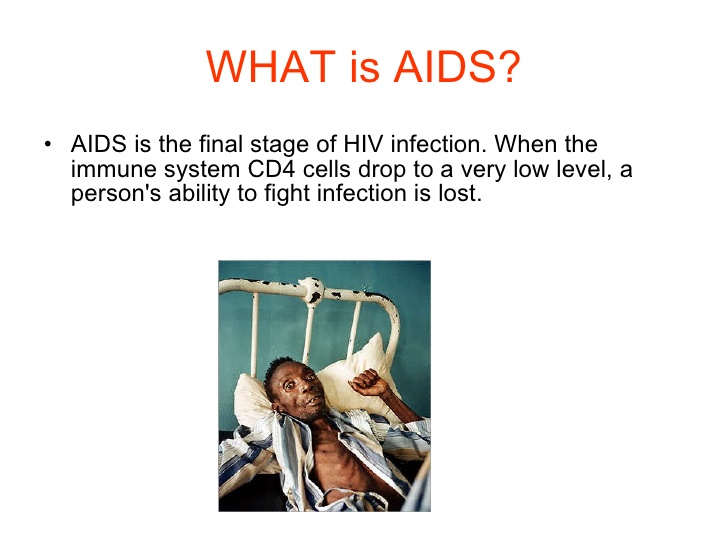 WHAT is AIDS?
• AIDS is the final stage of HIV infection. When the
immune system CD4 cells drop to a very low level, a
person's ability to fight infection is lost.